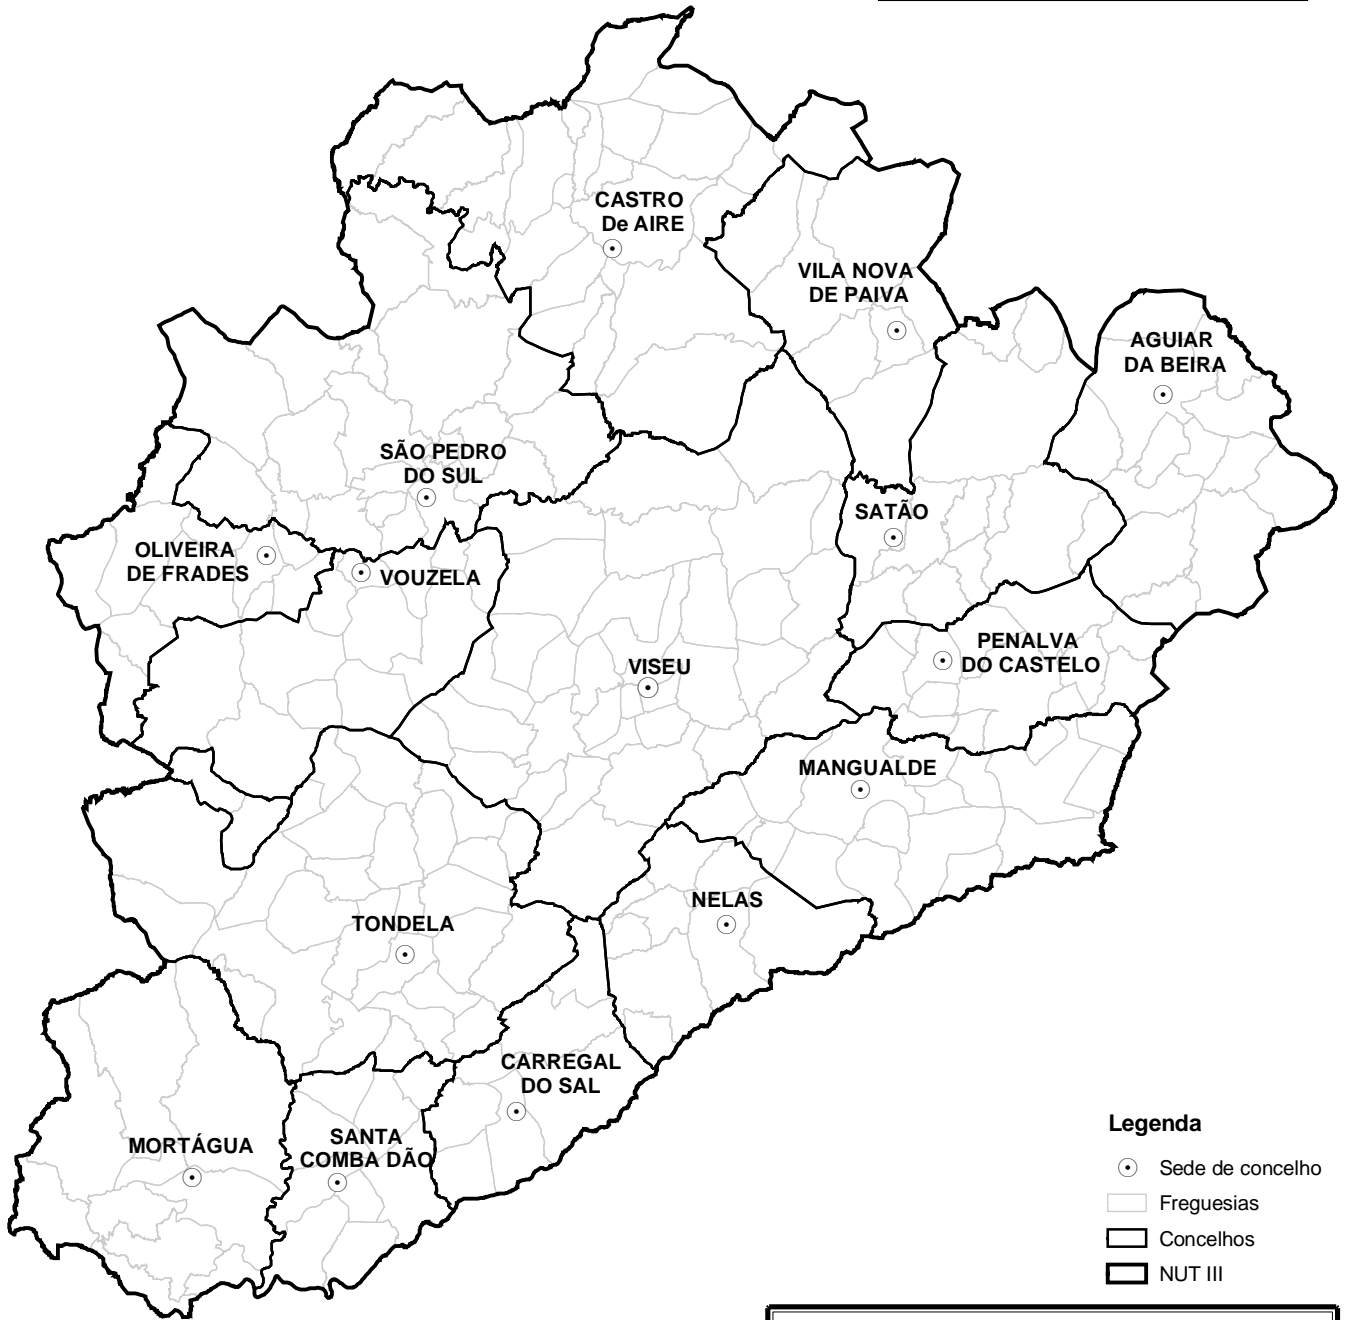 CASTRO
De AIRE
VILA NOVA
DE PAIVA
AGUIAR
DA BEIRA
SÃO PEDRO
DO SUL
SATÃO
OLIVEIRA
DE FRADES
VOUZELA
PENALVA
DO CASTELO
VISEU
MANGUALDE
NELAS
TONDELA
CARREGAL
DO SAL
MORTÁGUA
SANTA
COMBA DÃO
Legenda
Sede de concelho
Freguesias
Concelhos
NUT III